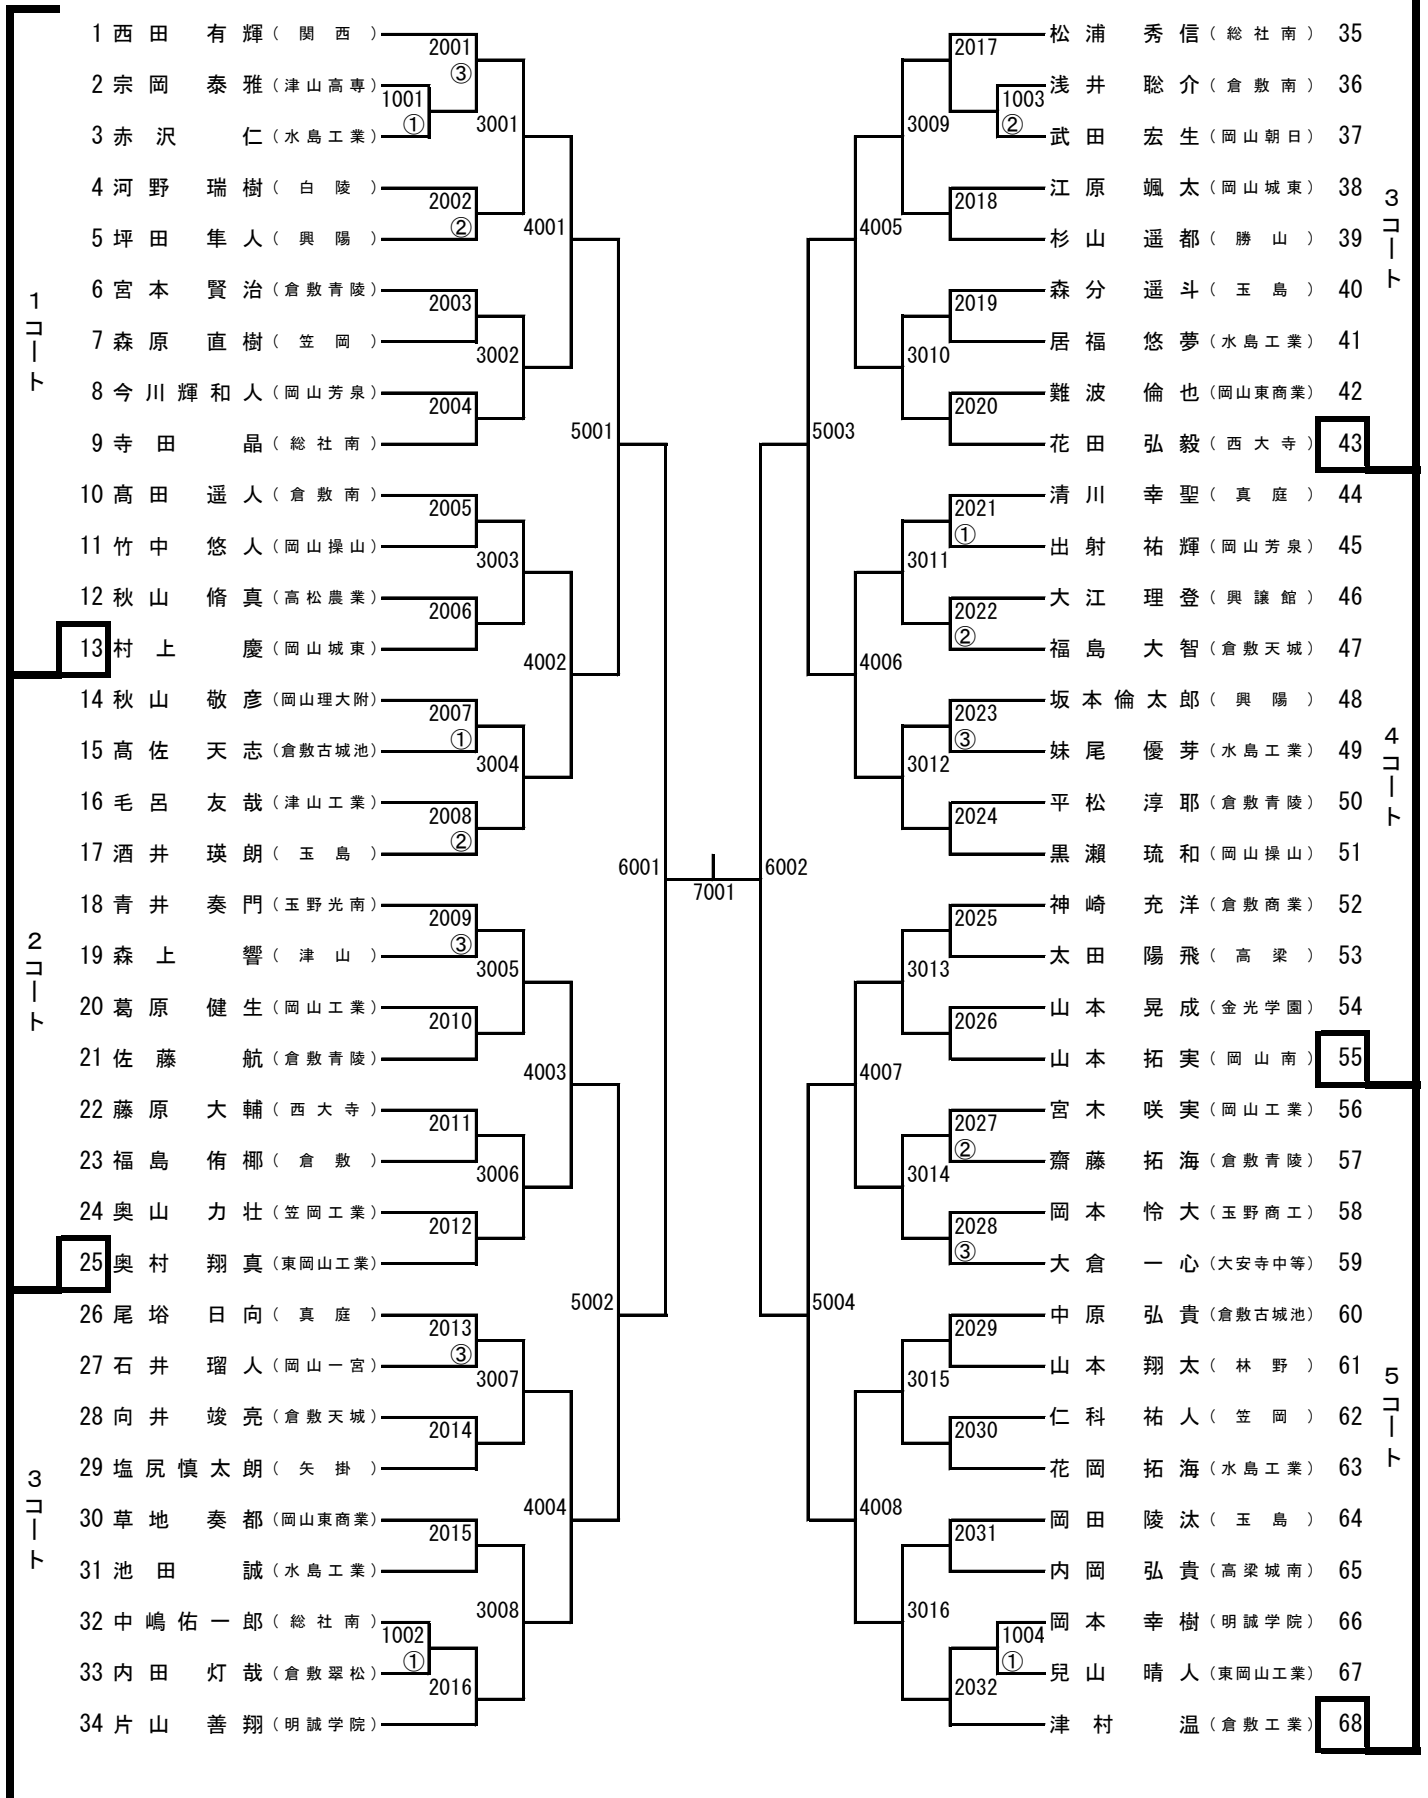 1 西田 有輝 (関西)
2 宗岡 泰雅 (津山高専)
3 赤沢 仁 (水島工業)
4 河野 瑞樹 (白陵)
5 坪田 隼人 (興陽)
6 宮本 賢治 (倉敷青陵)
7 森原 直樹 (笠岡)
8 今川輝和人 (岡山芳泉)
9 寺田 晶 (総社南)
10 髙田 遥人 (倉敷南)
11 竹中 悠人 (岡山操山)
12 秋山 脩真 (高松農業)
13 村上 慶 (岡山城東)
14 秋山 敬彦 (岡山理大附)
15 髙佐 天志 (倉敷古城池)
16 毛呂 友哉 (津山工業)
17 酒井 瑛朗 (玉島)
18 青井 奏門 (玉野光南)
19 森上 響 (津山)
20 葛原 健生 (岡山工業)
21 佐藤 航 (倉敷青陵)
22 藤原 大輔 (西大寺)
23 福島 侑椰 (倉敷)
24 奥山 力壮 (笠岡工業)
25 奥村 翔真 (東岡山工業)
26 尾塉 日向 (真庭)
27 石井 瑠人 (岡山一宮)
28 向井 竣亮 (倉敷天城)
29 塩尻慎太朗 (矢掛)
30 草地 奏都 (岡山東商業)
31 池田 誠 (水島工業)
32 中嶋佑一郎 (総社南)
33 内田 灯哉 (倉敷翠松)
34 片山 善翔 (明誠学院)
1コート
2コート
3コート
1001 ①
1002 ①
2001 ③
2002 ②
2003
2004
2005
2006
2007 ①
2008 ②
2009 ③
2010
2011
2012
2013 ③
2014
2015
2016
3001
3002
3003
3004
3005
3006
3007
3008
4001
4002
4003
4004
5001
5002
6001
7001
6002
5003
5004
4005
4006
4007
4008
3009
3010
3011
3012
3013
3014
3015
3016
2017
2018
2019
2020
2021 ①
2022 ②
2023 ③
2024
2025
2026
2027 ②
2028 ③
2029
2030
2031
2032
1003 ②
1004 ①
松浦 秀信 (総社南) 35
浅井 聡介 (倉敷南) 36
武田 宏生 (岡山朝日) 37
江原 颯太 (岡山城東) 38
杉山 遥都 (勝山) 39
森分 遥斗 (玉島) 40
居福 悠夢 (水島工業) 41
難波 倫也 (岡山東商業) 42
花田 弘毅 (西大寺) 43
清川 幸聖 (真庭) 44
出射 祐輝 (岡山芳泉) 45
大江 理登 (興譲館) 46
福島 大智 (倉敷天城) 47
坂本倫太郎 (興陽) 48
妹尾 優芽 (水島工業) 49
平松 淳耶 (倉敷青陵) 50
黒瀬 琉和 (岡山操山) 51
神崎 充洋 (倉敷商業) 52
太田 陽飛 (高梁) 53
山本 晃成 (金光学園) 54
山本 拓実 (岡山南) 55
宮木 咲実 (岡山工業) 56
齋藤 拓海 (倉敷青陵) 57
岡本 怜大 (玉野商工) 58
大倉 一心 (大安寺中等) 59
中原 弘貴 (倉敷古城池) 60
山本 翔太 (林野) 61
仁科 祐人 (笠岡) 62
花岡 拓海 (水島工業) 63
岡田 陵汰 (玉島) 64
内岡 弘貴 (高梁城南) 65
岡本 幸樹 (明誠学院) 66
兒山 晴人 (東岡山工業) 67
津村 温 (倉敷工業) 68
3コート
4コート
5コート